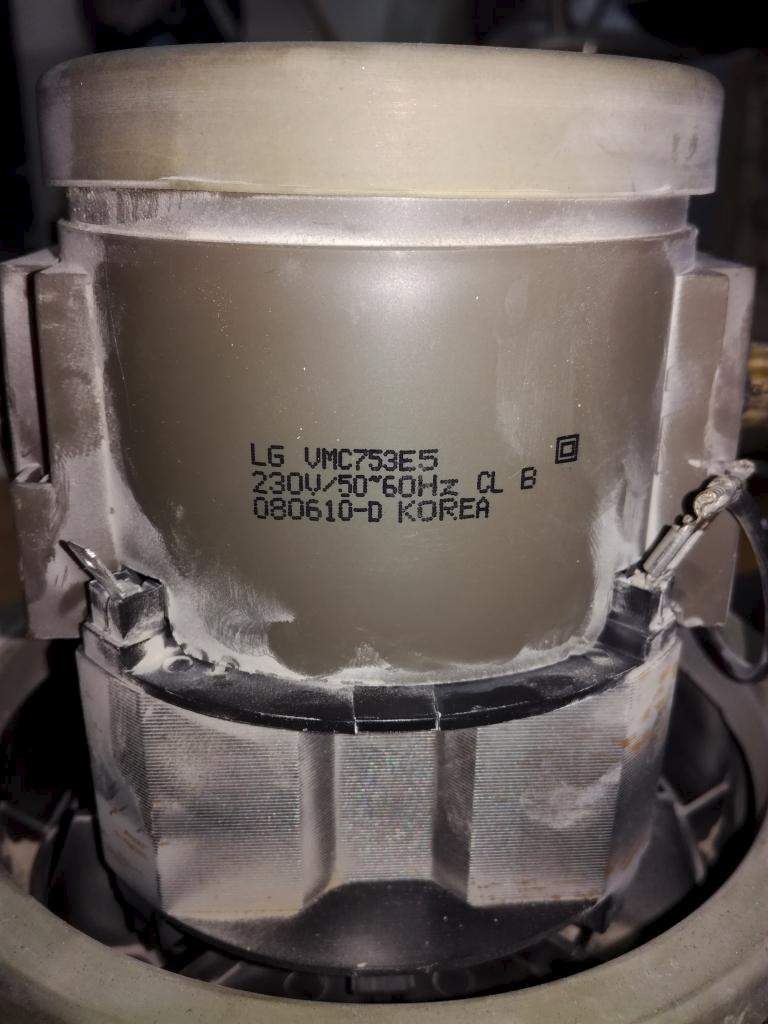 LG VMC753E5
230V/50~60Hz CL B
080610-D KOREA